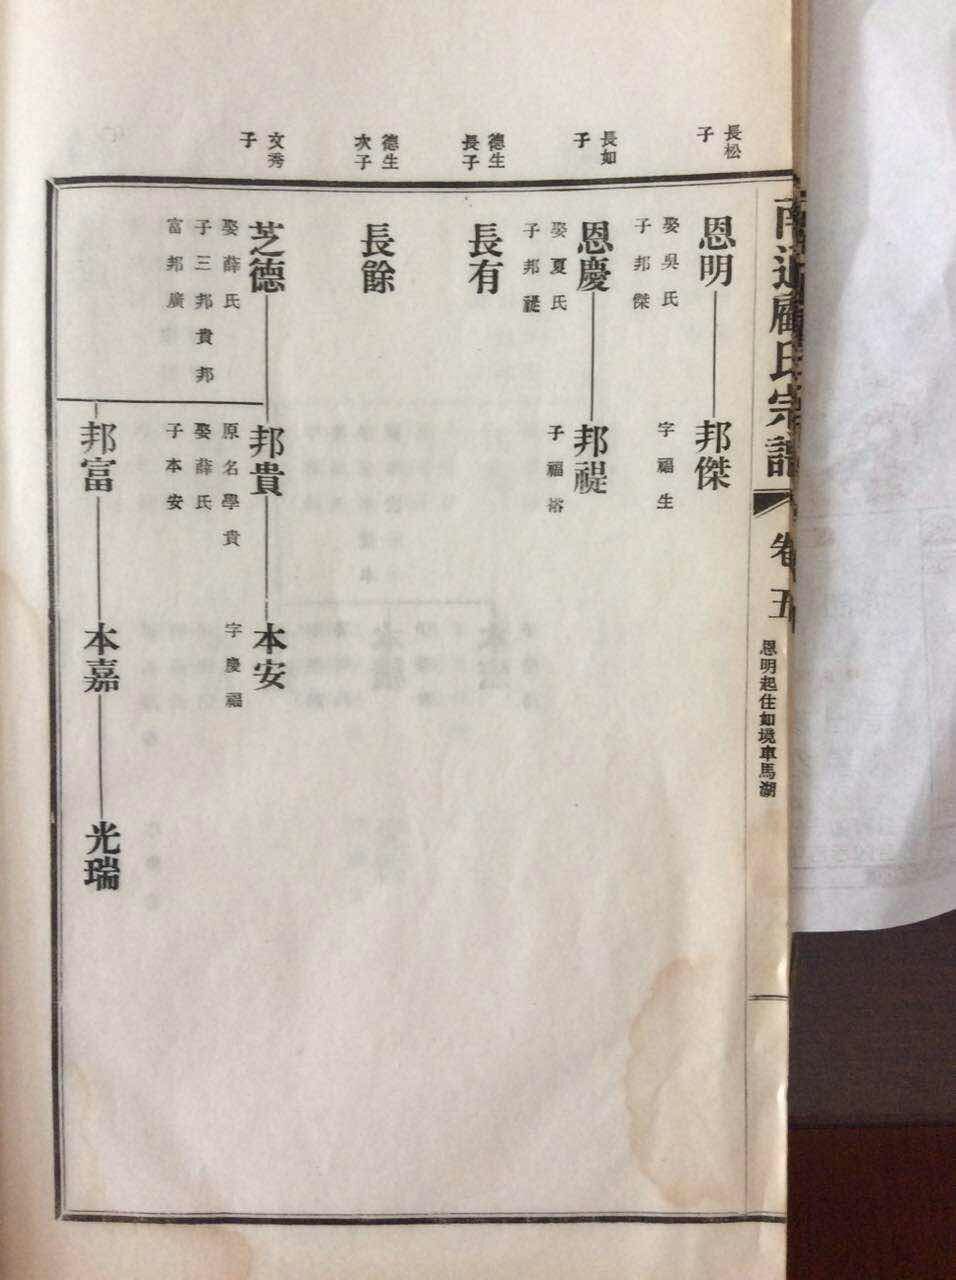 南通顧氏宗譜
卷五
恩明起住如境車馬湖
長松
子
恩明
娶吳氏
子邦傑
邦傑
字福生
長如
子
恩慶
娶夏氏
子邦禔
邦禔
子福裕
德生
長子
長有
德生
次子
長餘
文秀
子
芝德
娶薛氏
子三邦貴邦
富邦廣
邦貴
原名學貴
娶薛氏
子本安
本安
字慶福
邦富
本嘉
光瑞